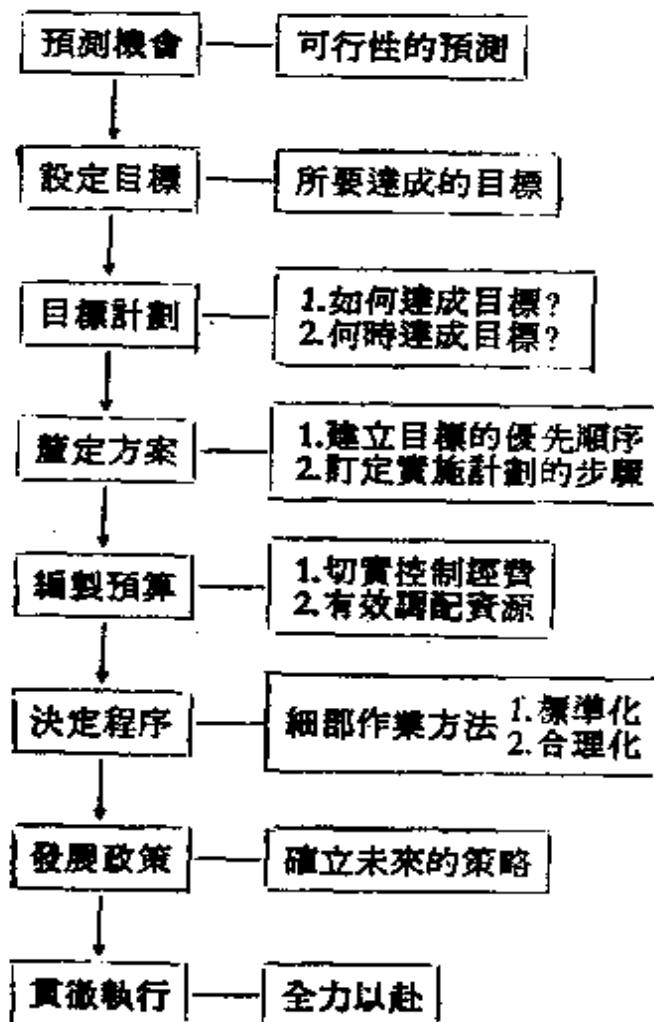 預測機會
可行性的預測
設定目標
所要達成的目標
目標計劃
1.如何達成目標?
2.何時達成目標?
釐定方案
1.建立目標的優先順序
2.訂定實施計劃的步驟
編製預算
1.切實控制經費
2.有效調配資源
決定程序
細部作業方法
1.標準化
2.合理化
發展政策
確立未來的策略
貫徹執行
全力以赴